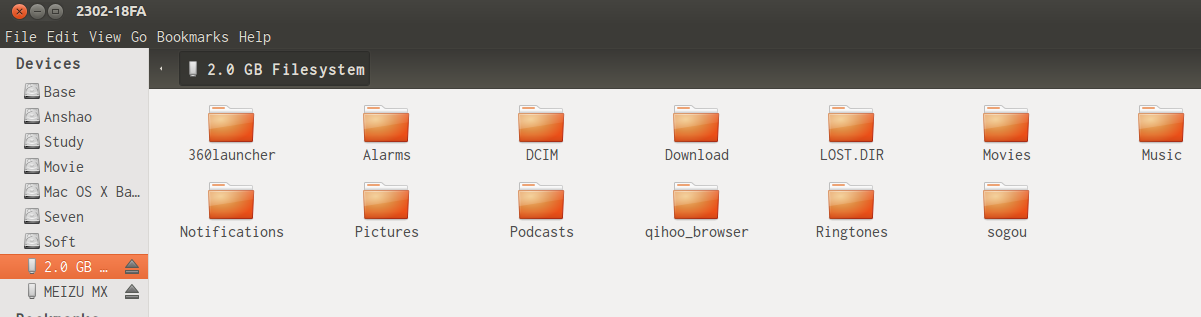 2302-18FA
File Edit View Go Bookmarks Help
Devices
Base
Anshao
Study
Movie
Mac OS X Ba...
Seven
Soft
2.0 GB ...
MEIZU MX
2.0 GB Filesystem
360launcher Alarms DCIM Download LOST.DIR Movies Music
Notifications Pictures Podcasts qihoo_browser Ringtones sogou